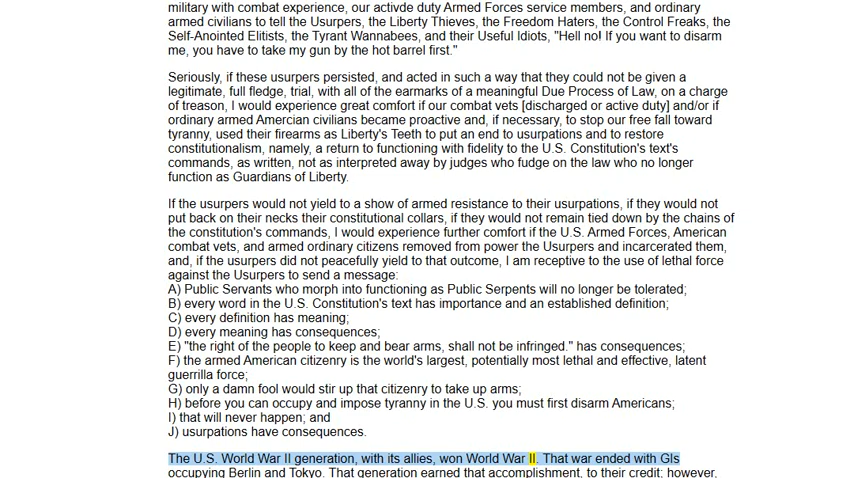 military with combat experience, our activde duty Armed Forces service members, and ordinary
armed civilians to tell the Usurpers, the Liberty Thieves, the Freedom Haters, the Control Freaks, the
Self-Anointed Elitists, the Tyrant Wannabees, and their Useful Idiots, "Hell no! If you want to disarm
me, you have to take my gun by the hot barrel first."
Seriously, if these usurpers persisted, and acted in such a way that they could not be given a
legitimate, full fledge, trial, with all of the earmarks of a meaningful Due Process of Law, on a charge
of treason, I would experience great comfort if our combat vets [discharged or active duty] and/or if
ordinary armed Amercian civilians became proactive and, if necessary, to stop our free fall toward
tyranny, used their firearms as Liberty's Teeth to put an end to usurpations and to restore
constitutionalism, namely, a return to functioning with fidelity to the U.S. Constitution's text's
commands, as written, not as interpreted away by judges who fudge on the law who no longer
function as Guardians of Liberty.
If the usurpers would not yield to a show of armed resistance to their usurpations, if they would not
put back on their necks their constitutional collars, if they would not remain tied down by the chains of
the constitution's commands, I would experience further comfort if the U.S. Armed Forces, American
combat vets, and armed ordinary citizens removed from power the Usurpers and incarcerated them,
and, if the usurpers did not peacefully yield to that outcome, I am receptive to the use of lethal force
against the Usurpers to send a message:
A) Public Servants who morph into functioning as Public Serpents will no longer be tolerated;
B) every word in the U.S. Constitution's text has importance and an established definition;
C) every definition has meaning;
D) every meaning has consequences;
E) "the right of the people to keep and bear arms, shall not be infringed." has consequences;
F) the armed American citizenry is the world's largest, potentially most lethal and effective, latent
guerrilla force;
G) only a damn fool would stir up that citizenry to take up arms;
H) before you can occupy and impose tyranny in the U.S. you must first disarm Americans;
I) that will never happen; and
J) usurpations have consequences.
The U.S. World War II generation, with its allies, won World War II. That war ended with GIs
occupying Berlin and Tokyo. That generation earned that accomplishment, to their credit; however,